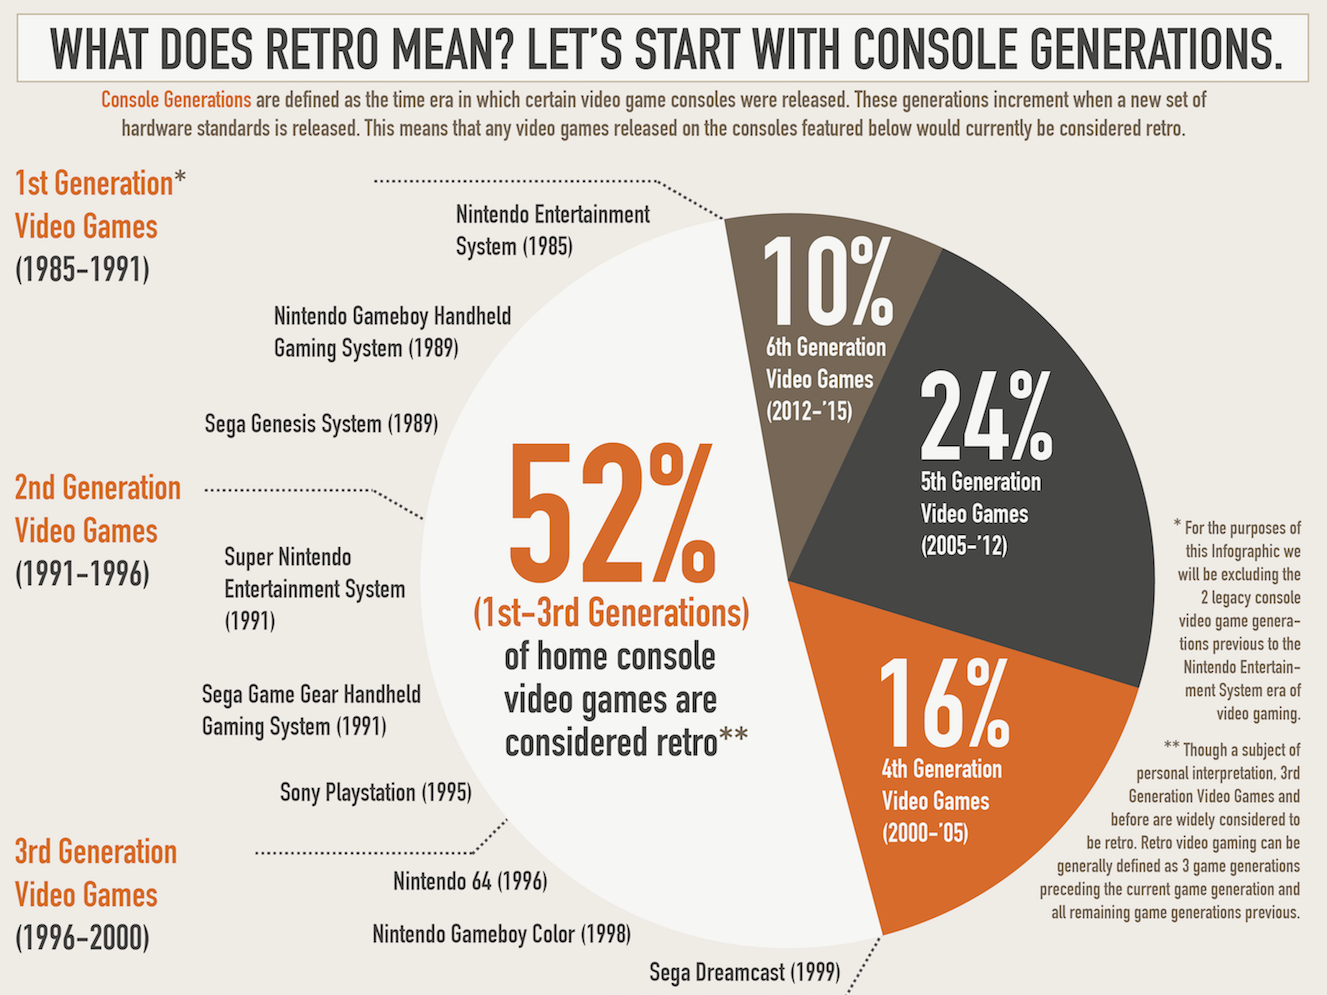 WHAT DOES RETRO MEAN? LET'S START WITH CONSOLE GENERATIONS.
Console Generations are defined as the time era in which certain video game consoles were released. These generations increment when a new set of
hardware standards is released. This means that any video games released on the consoles featured below would currently be considered retro.
1st Generation*
Video Games
(1985-1991)
Nintendo Entertainment
System (1985)
Nintendo Gameboy Handheld
Gaming System (1989)
Sega Genesis System (1989)
2nd Generation
Video Games
(1991-1996)
Super Nintendo
Entertainment System
(1991)
Sega Game Gear Handheld
Gaming System (1991)
Sony Playstation (1995)
3rd Generation
Video Games
(1996-2000)
Nintendo 64 (1996)
Nintendo Gameboy Color (1998)
Sega Dreamcast (1999)
52%
(1st-3rd Generations)
of home console
video games are
considered retro**
10%
6th Generation
Video Games
(2012-'15)
24%
5th Generation
Video Games
(2005-'12)
16%
4th Generation
Video Games
(2000-'05)
* For the purposes of
this Infographic we
will be excluding the
2 legacy console
video game genera-
tions previous to the
Nintendo Entertain-
ment System era of
video gaming.
** Though a subject of
personal interpretation, 3rd
Generation Video Games and
before are widely considered to
be retro. Retro video gaming can be
generally defined as 3 game generations
preceding the current game generation and
all remaining game generations previous.